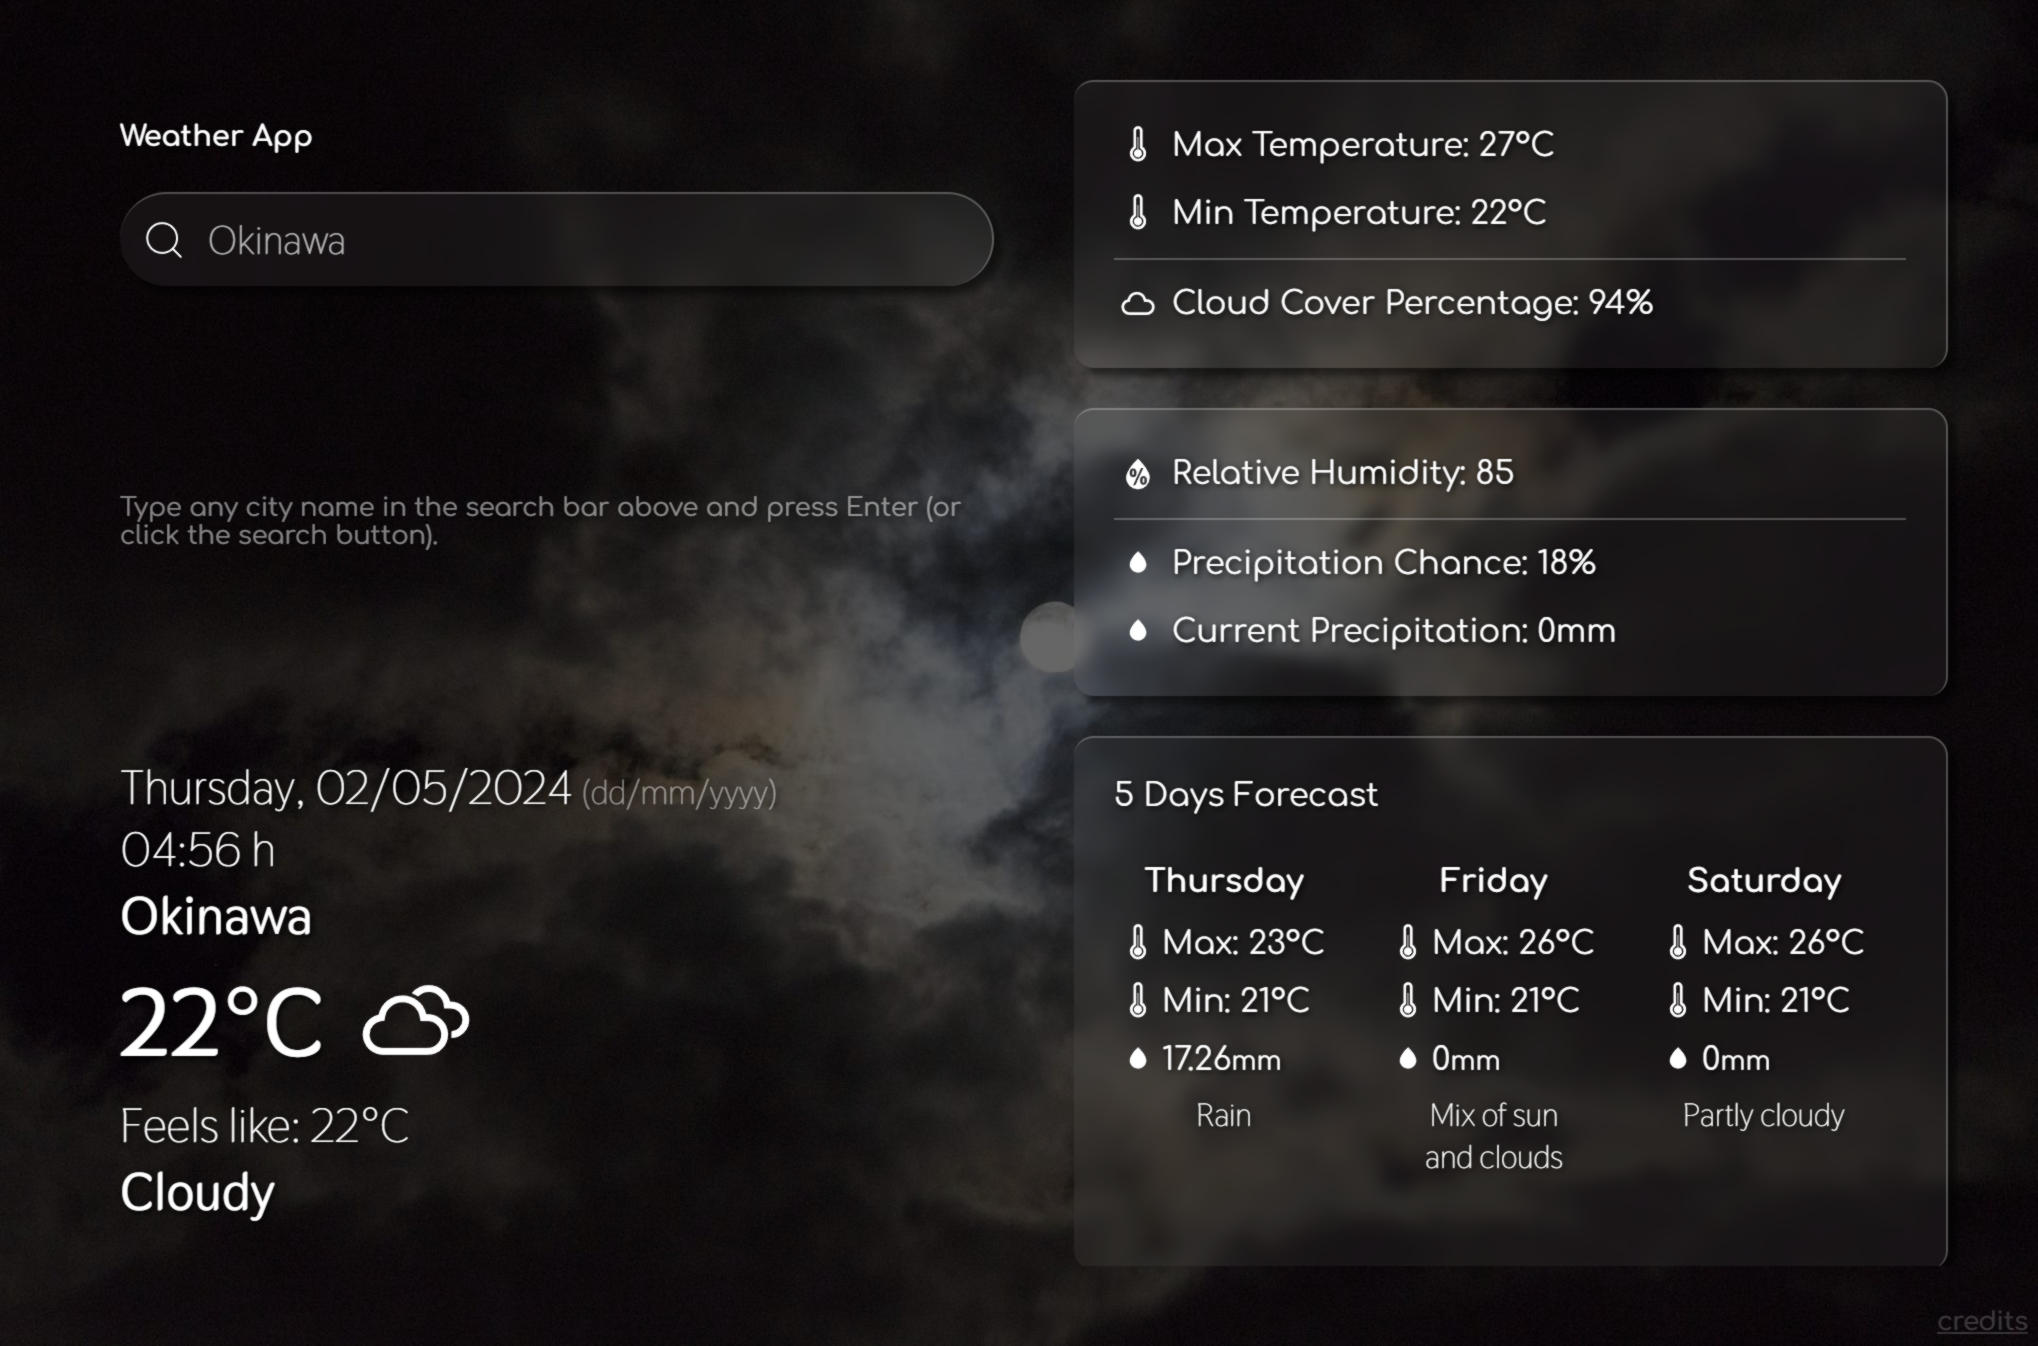 Weather App
Okinawa
Type any city name in the search bar above and press Enter (or
click the search button).
Thursday, 02/05/2024 (dd/mm/yyyy)
04:56 h
Okinawa
22°C
Feels like: 22°C
Cloudy
Max Temperature: 27°C
Min Temperature: 22°C
Cloud Cover Percentage: 94%
Relative Humidity: 85
Precipitation Chance: 18%
Current Precipitation: 0mm
5 Days Forecast
Thursday
Max: 23°C
Min: 21°C
17.26mm
Rain
Friday
Max: 26°C
Min: 21°C
0mm
Mix of sun
and clouds
Saturday
Max: 26°C
Min: 21°C
0mm
Partly cloudy
credits